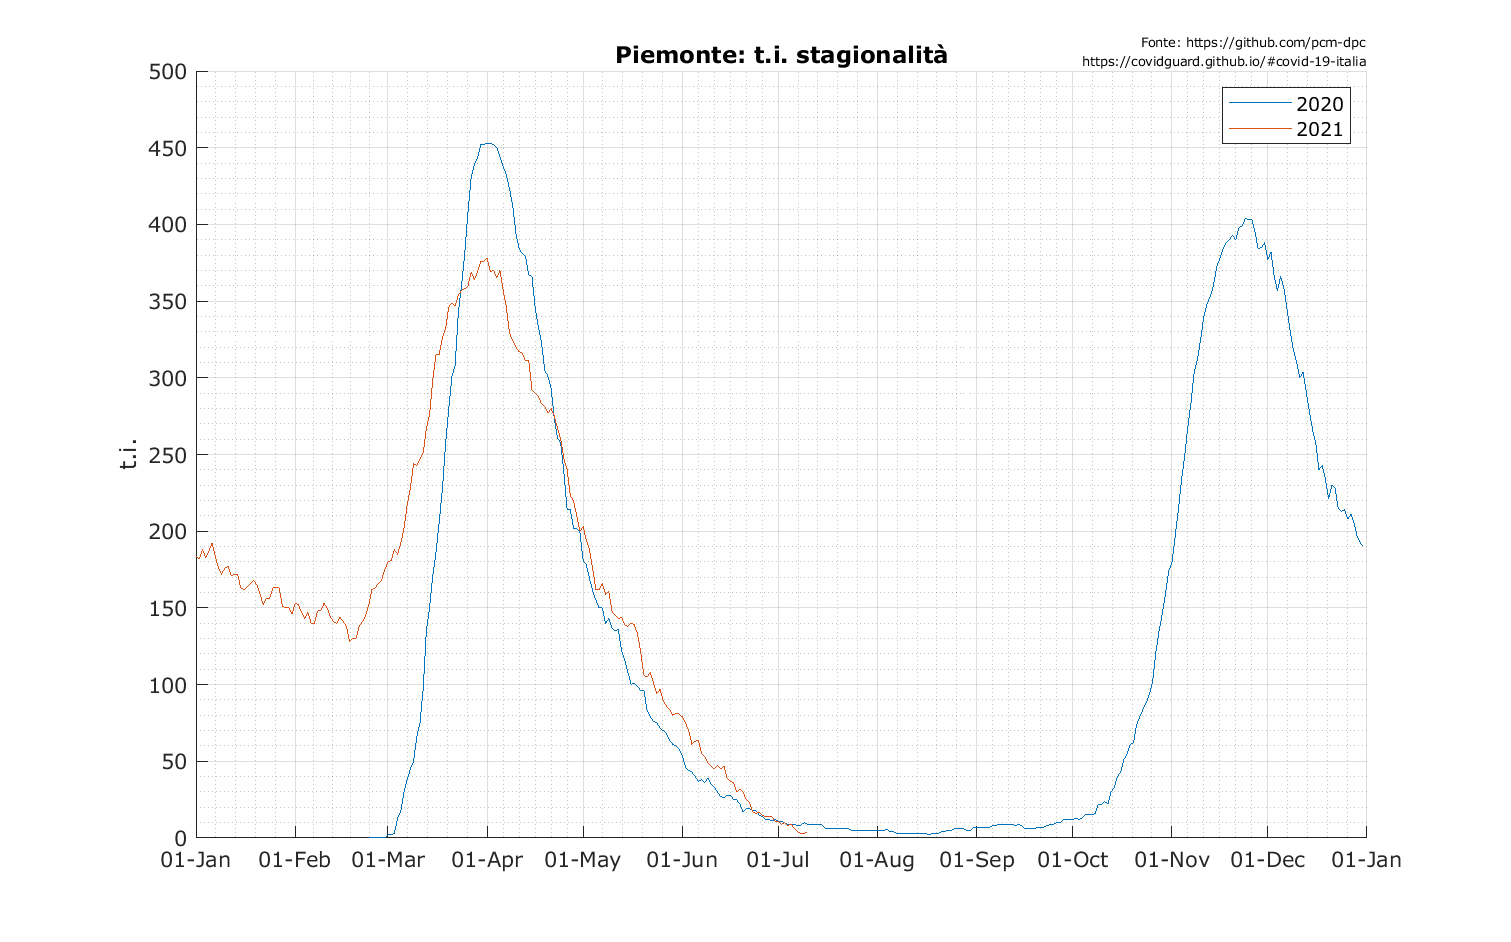 Fonte: https://github.com/pcm-dpc
Piemonte: t.i. stagionalità
https://covidguard.github.io/#covid-19-italia
500
2020
2021
450
400
350
300
t.i.
250
200
150
100
50
0
01-Jan 01-Feb 01-Mar 01-Apr 01-May 01-Jun 01-Jul 01-Aug 01-Sep 01-Oct 01-Nov 01-Dec 01-Jan